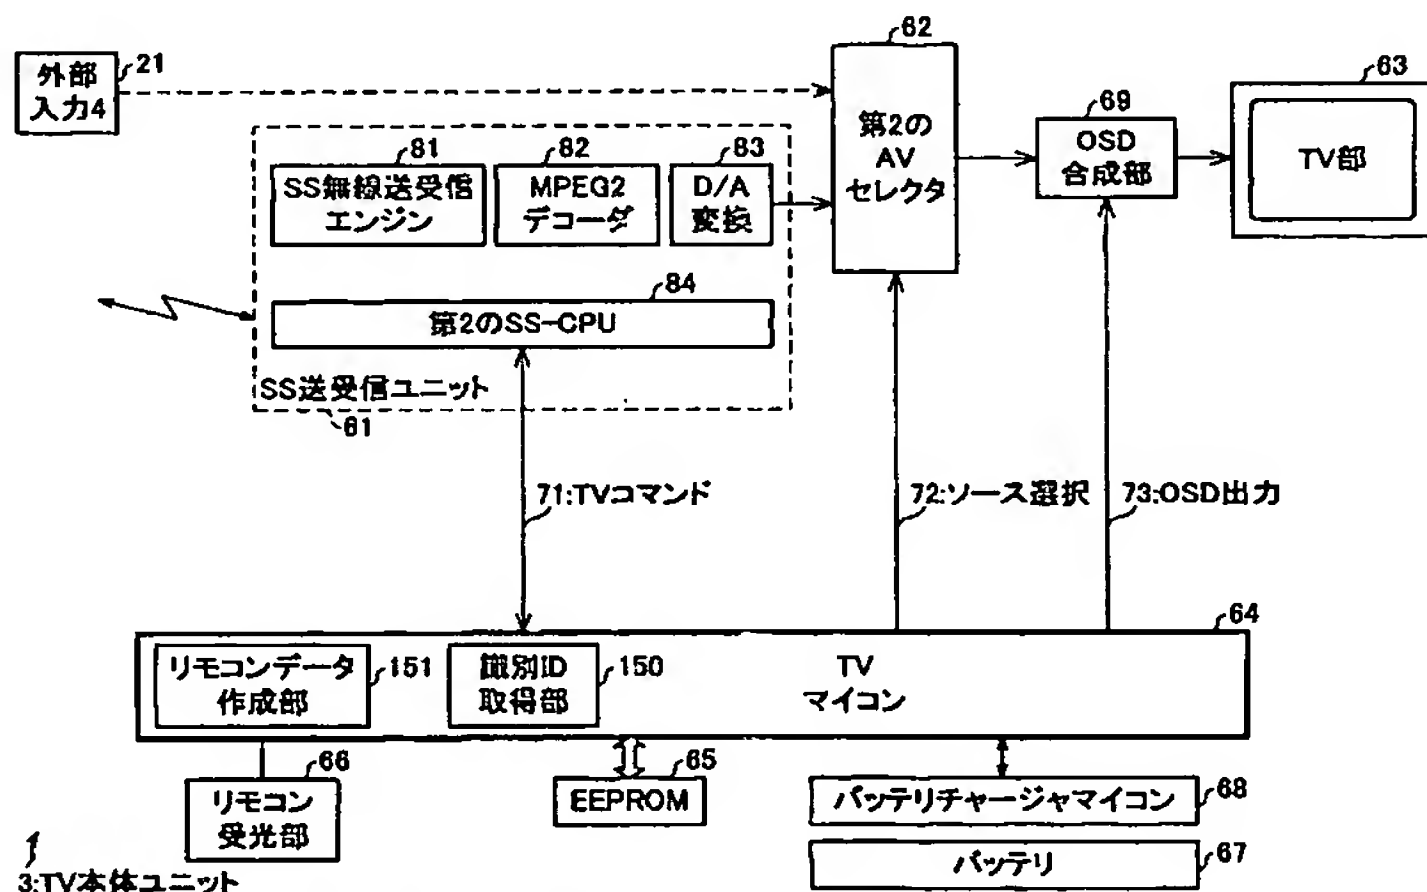 62
外部
入力4
21
63
69
第2の
AV
セレクタ
OSD
合成部
TV部
81
82
83
SS無線送受信
エンジン
MPEG2
デコーダ
D/A
変換
84
第2のSS-CPU
SS送受信ユニット
61
71:TVコマンド
72:ソース選択
73:OSD出力
64
リモコンデータ
作成部
151
識別ID
取得部
150
TV
マイコン
66
65
リモコン
受光部
EEPROM
バッテリチャージャマイコン
68
バッテリ
67
3:TV本体ユニット